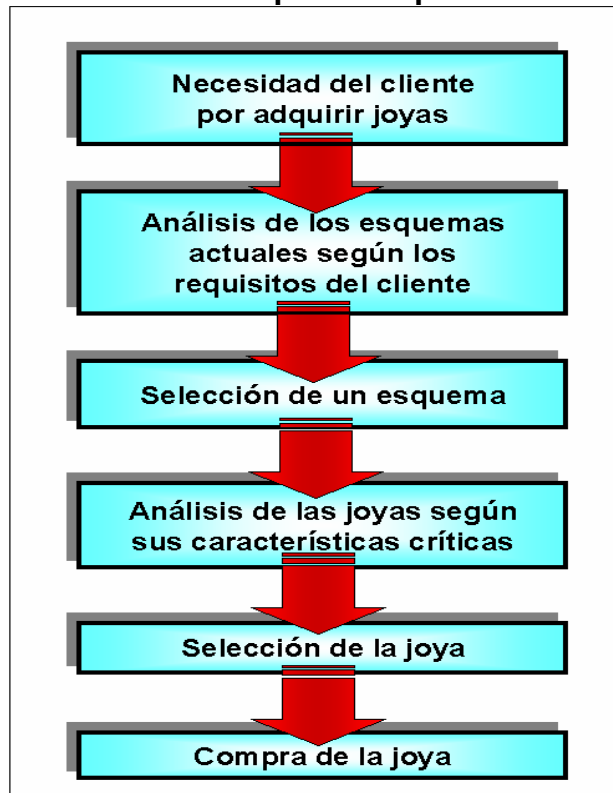 Necesidad del cliente
por adquirir joyas
Análisis de los esquemas
actuales según los
requisitos del cliente
Selección de un esquema
Análisis de las joyas según
sus características críticas
Selección de la joya
Compra de la joya